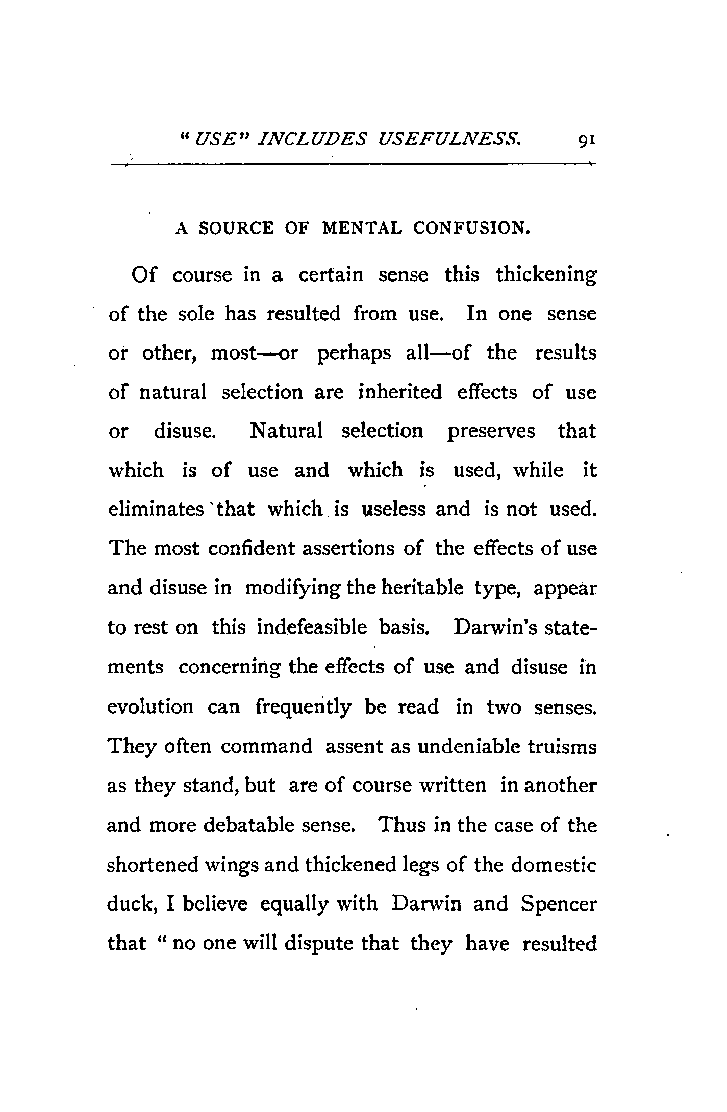 “ USE” INCLUDES USEFULNESS. 91
A SOURCE OF MENTAL CONFUSION.
Of course in a certain sense this thickening
of the sole has resulted from use. In one sense
or other, most—or perhaps all—of the results
of natural selection are inherited effects of use
or disuse. Natural selection preserves that
which is of use and which is used, while it
eliminates that which is useless and is not used.
The most confident assertions of the effects of use
and disuse in modifying the heritable type, appear
to rest on this indefeasible basis. Darwin's state-
ments concerning the effects of use and disuse in
evolution can frequently be read in two senses.
They often command assent as undeniable truisms
as they stand, but are of course written in another
and more debatable sense. Thus in the case of the
shortened wings and thickened legs of the domestic
duck, I believe equally with Darwin and Spencer
that “ no one will dispute that they have resulted